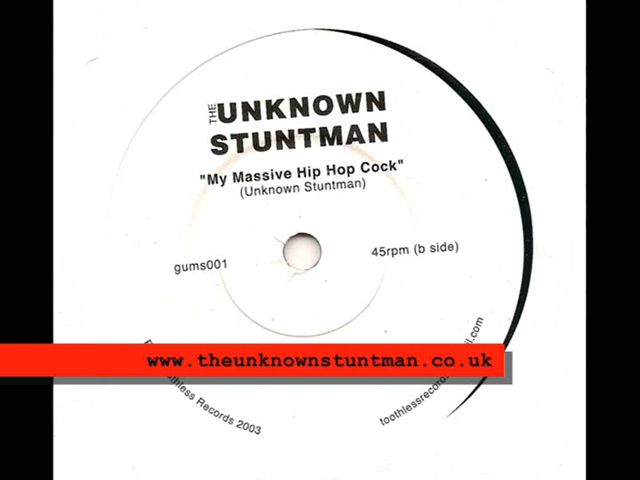 THE UNKNOWN
STUNTMAN
"My Massive Hip Hop Cock"
(Unknown Stuntman)
gums001
45rpm (b side)
www.theunknownstuntman.co.uk
Records 2003